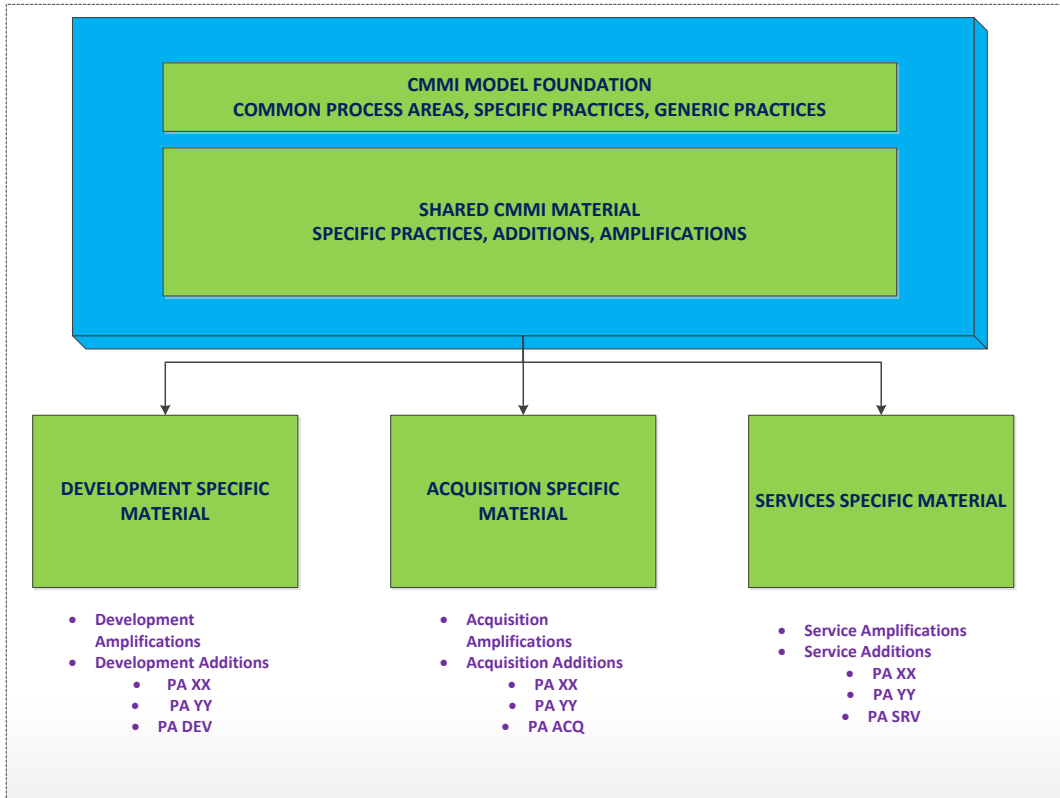 CMMI MODEL FOUNDATION
COMMON PROCESS AREAS, SPECIFIC PRACTICES, GENERIC PRACTICES
SHARED CMMI MATERIAL
SPECIFIC PRACTICES, ADDITIONS, AMPLIFICATIONS
DEVELOPMENT SPECIFIC
MATERIAL
ACQUISITION SPECIFIC
MATERIAL
SERVICES SPECIFIC MATERIAL
• Development
Amplifications
• Development Additions
• PA XX
• PA YY
• PA DEV
• Acquisition
Amplifications
• Acquisition Additions
• PA XX
• PA YY
• PA ACQ
• Service Amplifications
• Service Additions
• PA XX
• PA YY
• PA SRV